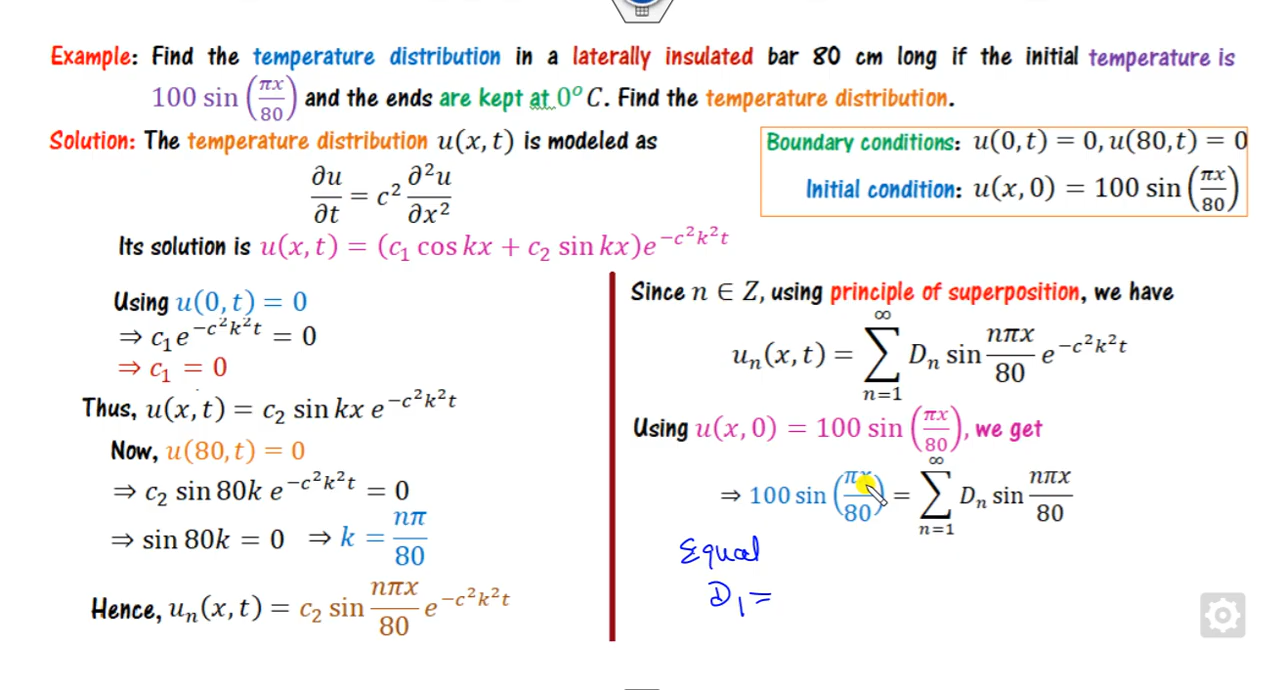 Example: Find the temperature distribution in a laterally insulated bar 80 cm long if the initial temperature is
100 sin (πx/80) and the ends are kept at 0° C. Find the temperature distribution.
Solution: The temperature distribution u(x, t) is modeled as
∂u/∂t = c² ∂²u/∂x²
Boundary conditions: u(0, t) = 0, u(80, t) = 0
Initial condition: u(x, 0) = 100 sin (πx/80)
Its solution is u(x, t) = (c₁ cos kx + c₂ sin kx)e^(−c²k²t)
Using u(0, t) = 0
⇒ c₁e^(−c²k²t) = 0
⇒ c₁ = 0
Thus, u(x, t) = c₂ sin kx e^(−c²k²t)
Now, u(80, t) = 0
⇒ c₂ sin 80k e^(−c²k²t) = 0
⇒ sin 80k = 0 ⇒ k = nπ/80
Hence, uₙ(x, t) = c₂ sin nπx/80 e^(−c²k²t)
Since n ∈ Z, using principle of superposition, we have
uₙ(x, t) = ∑_(n=1)^∞ Dₙ sin nπx/80 e^(−c²k²t)
Using u(x, 0) = 100 sin (πx/80), we get
⇒ 100 sin (πx/80) = ∑_(n=1)^∞ Dₙ sin nπx/80
Equal
D₁ =